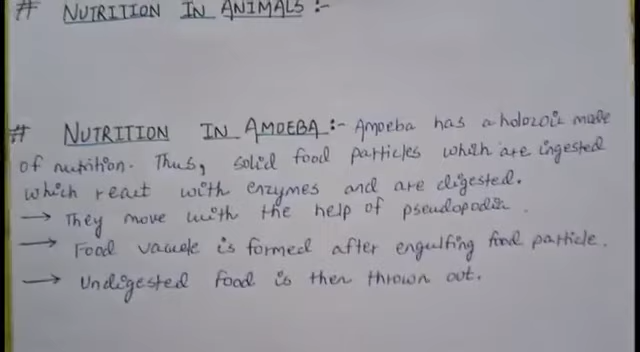 # NUTRITION IN ANIMALS :-
# NUTRITION IN AMOEBA :- Amoeba has a holozoic mode
of nutrition. Thus, solid food particles which are ingested
which react with enzymes and are digested.
→ They move with the help of pseudopodia.
→ Food vacuole is formed after engulfing food particle.
→ Undigested food is then thrown out.